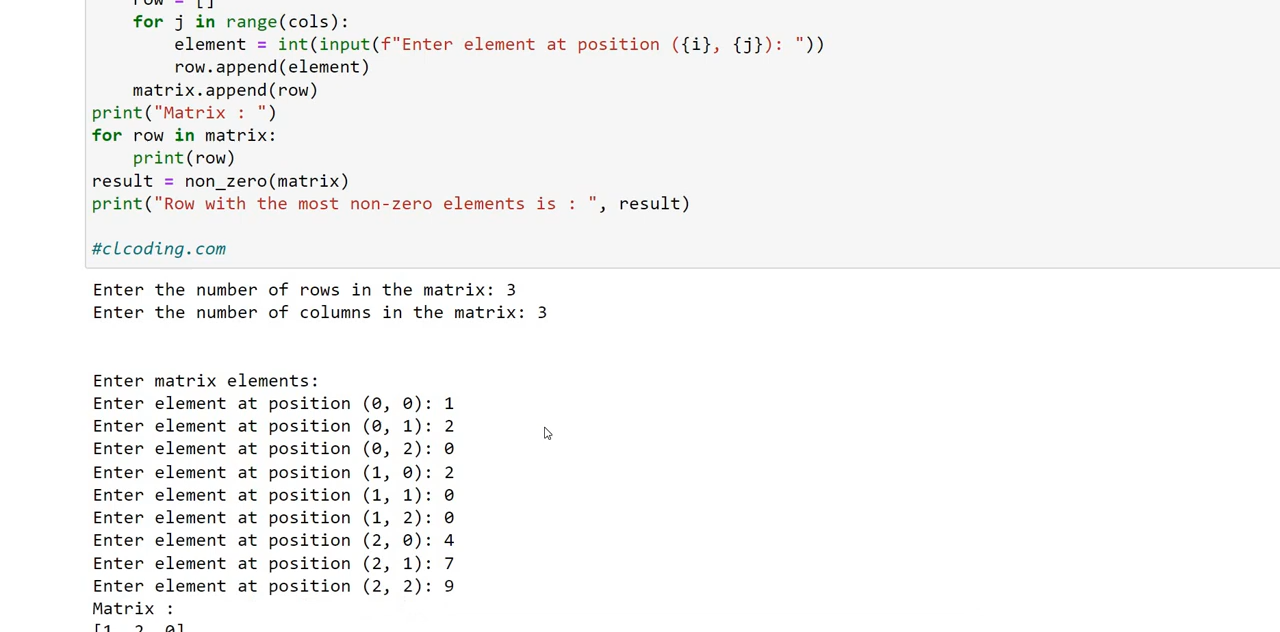 row = []
for j in range(cols):
element = int(input(f"Enter element at position ({i}, {j}): "))
row.append(element)
matrix.append(row)
print("Matrix : ")
for row in matrix:
print(row)
result = non_zero(matrix)
print("Row with the most non-zero elements is : ", result)
#clcoding.com
Enter the number of rows in the matrix: 3
Enter the number of columns in the matrix: 3
Enter matrix elements:
Enter element at position (0, 0): 1
Enter element at position (0, 1): 2
Enter element at position (0, 2): 0
Enter element at position (1, 0): 2
Enter element at position (1, 1): 0
Enter element at position (1, 2): 0
Enter element at position (2, 0): 4
Enter element at position (2, 1): 7
Enter element at position (2, 2): 9
Matrix :
[1, 2, 0]